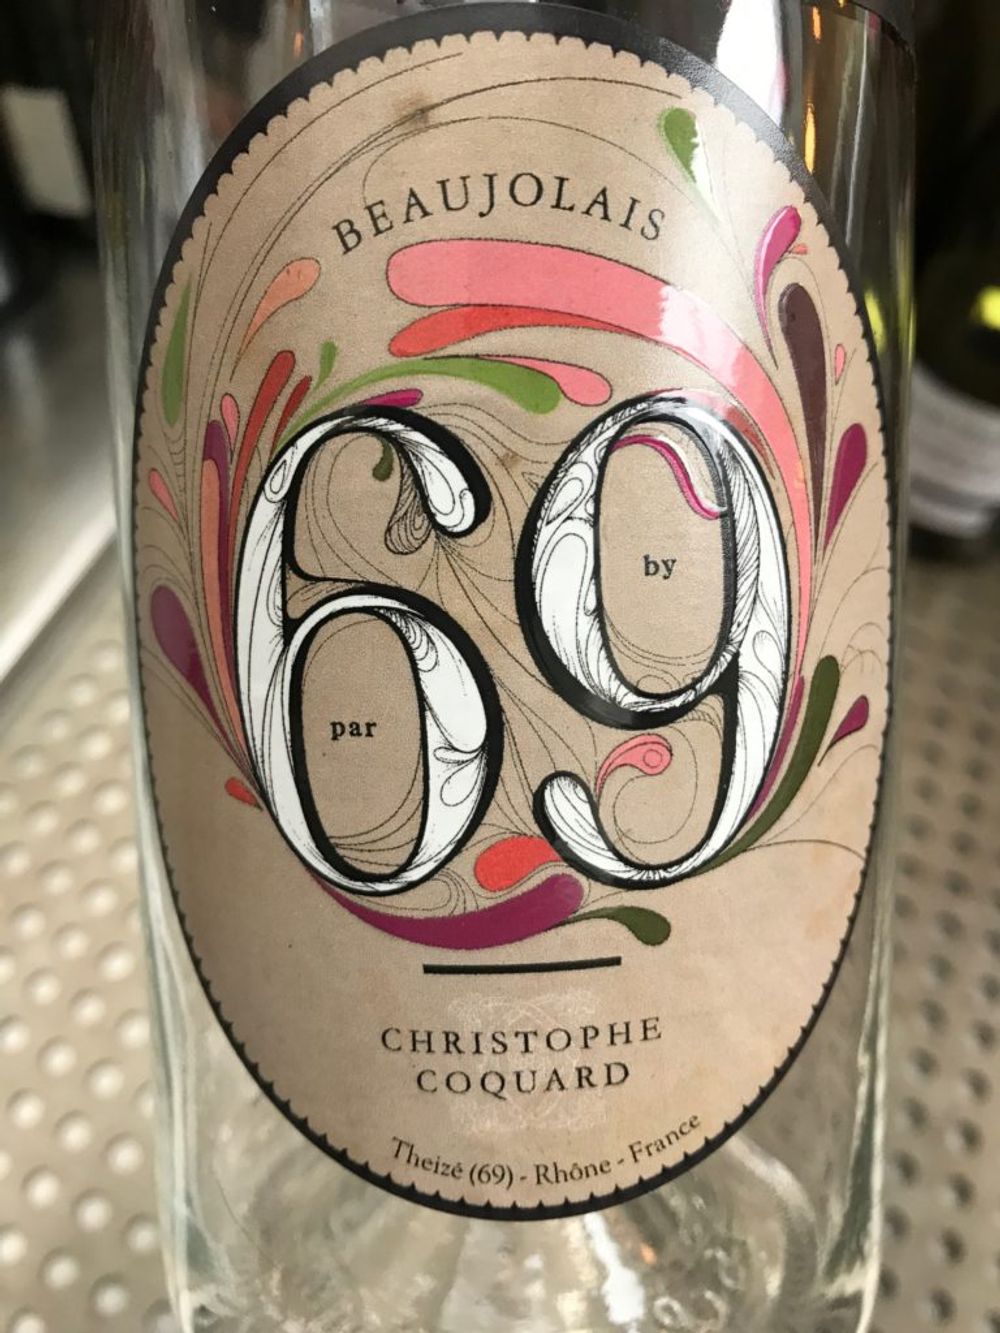 BEAUJOLAIS
69
by
par
CHRISTOPHE
COQUARD
Theizé (69) - Rhône - France